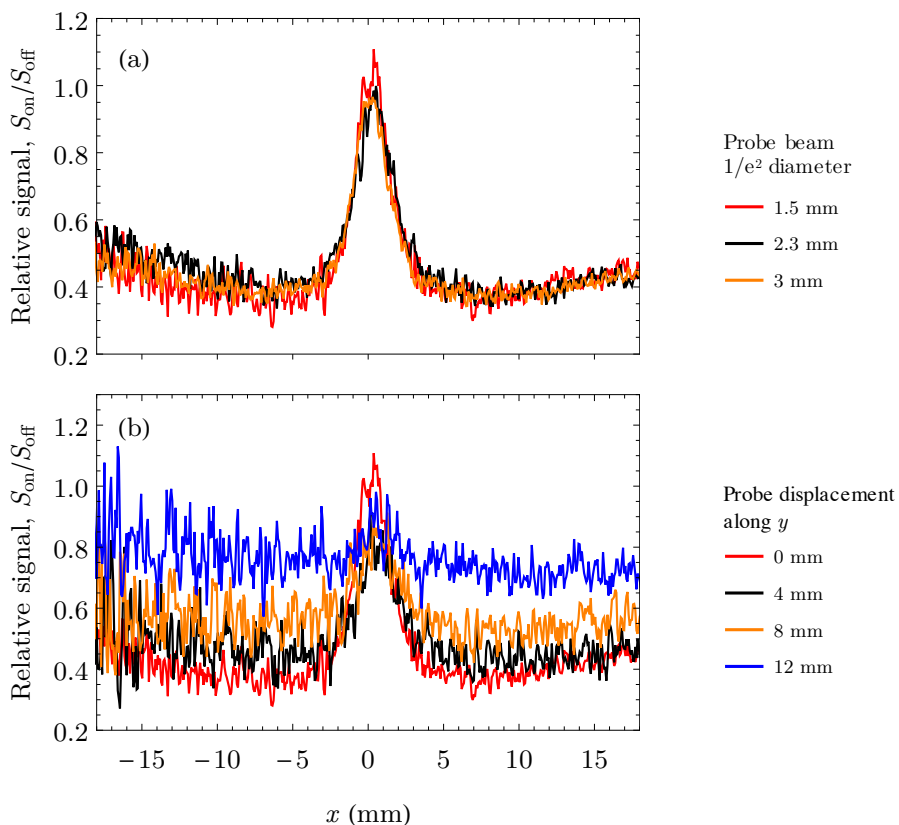 (a)
Relative signal, S_on/S_off
1.2
1.0
0.8
0.6
0.4
0.2
Probe beam
1/e² diameter
1.5 mm
2.3 mm
3 mm
(b)
Relative signal, S_on/S_off
1.2
1.0
0.8
0.6
0.4
0.2
−15 −10 −5 0 5 10 15
x (mm)
Probe displacement
along y
0 mm
4 mm
8 mm
12 mm